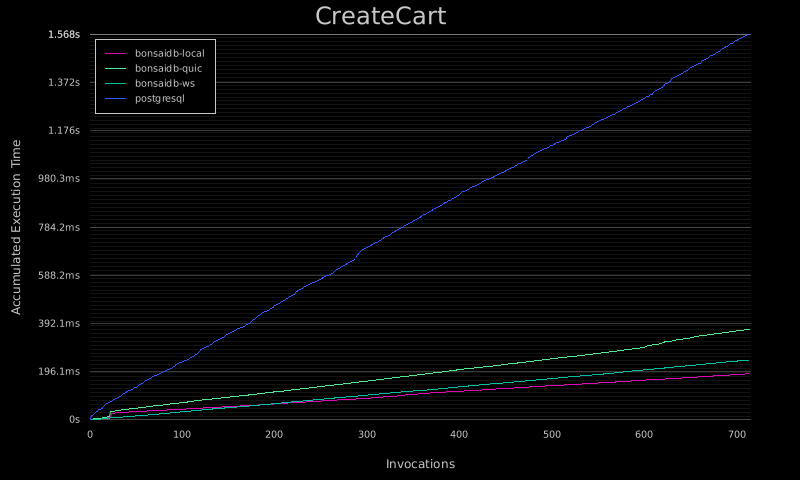 CreateCart
1.568s
1.372s
1.176s
980.3ms
784.2ms
588.2ms
392.1ms
196.1ms
0s
Accumulated Execution Time
bonsaidb-local
bonsaidb-quic
bonsaidb-ws
postgresql
0 100 200 300 400 500 600 700
Invocations